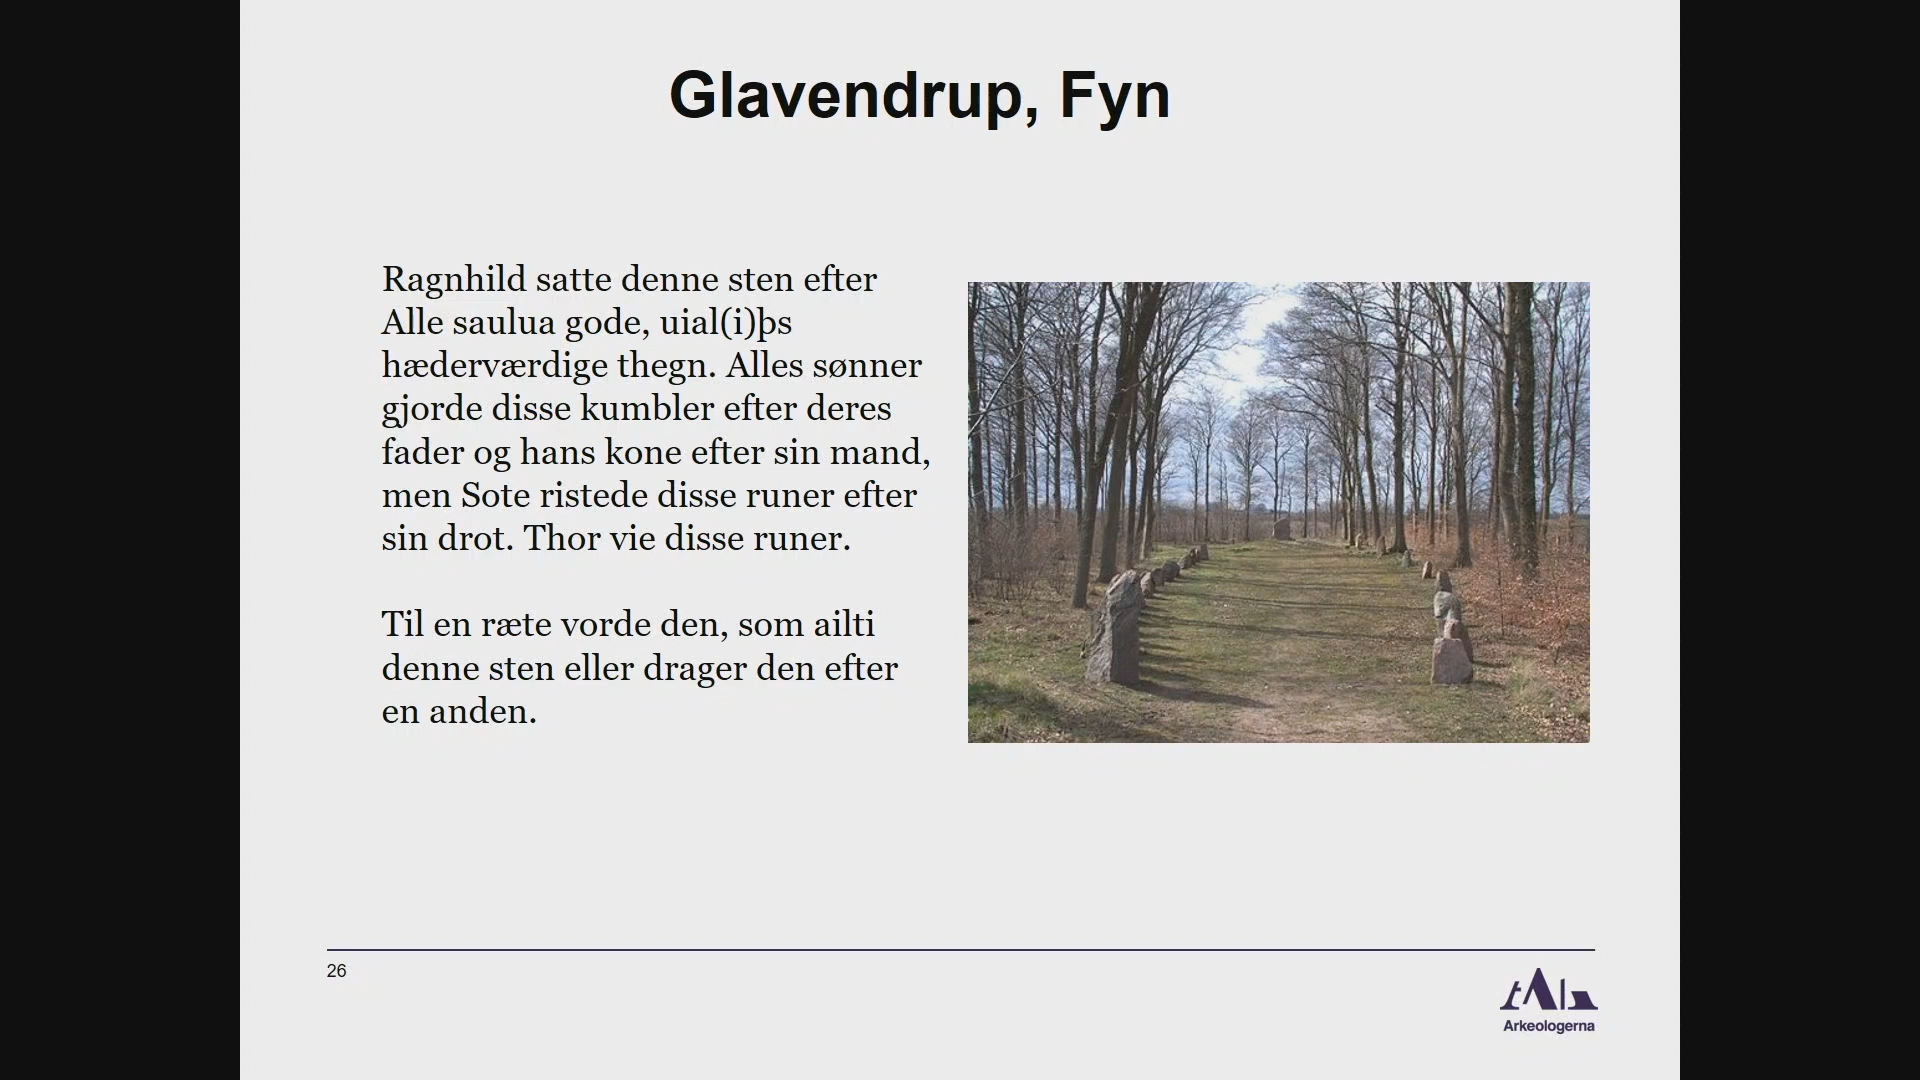 Glavendrup, Fyn
Ragnhild satte denne sten efter
Alle saulua gode, uial(i)þs
hæderværdige thegn. Alles sønner
gjorde disse kumbler efter deres
fader og hans kone efter sin mand,
men Sote ristede disse runer efter
sin drot. Thor vie disse runer.
Til en ræte vorde den, som ailti
denne sten eller drager den efter
en anden.
26
Arkeologerna